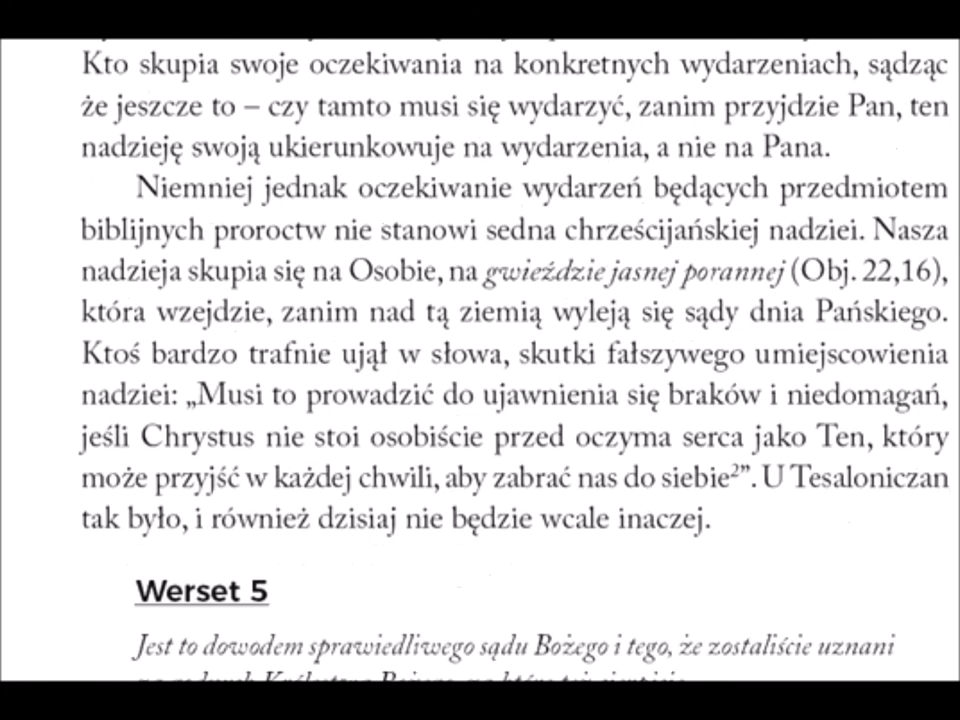 Kto skupia swoje oczekiwania na konkretnych wydarzeniach, sądząc
że jeszcze to – czy tamto musi się wydarzyć, zanim przyjdzie Pan, ten
nadzieję swoją ukierunkowuje na wydarzenia, a nie na Pana.
Niemniej jednak oczekiwanie wydarzeń będących przedmiotem
biblijnych proroctw nie stanowi sedna chrześcijańskiej nadziei. Nasza
nadzieja skupia się na Osobie, na gwieździe jasnej porannej (Obj. 22,16),
która wzejdzie, zanim nad tą ziemią wyleją się sądy dnia Pańskiego.
Ktoś bardzo trafnie ujął w słowa, skutki fałszywego umiejscowienia
nadziei: „Musi to prowadzić do ujawnienia się braków i niedomagań,
jeśli Chrystus nie stoi osobiście przed oczyma serca jako Ten, który
może przyjść w każdej chwili, aby zabrać nas do siebie²”. U Tesaloniczan
tak było, i również dzisiaj nie będzie wcale inaczej.
Werset 5
Jest to dowodem sprawiedliwego sądu Bożego i tego, że zostaliście uznani